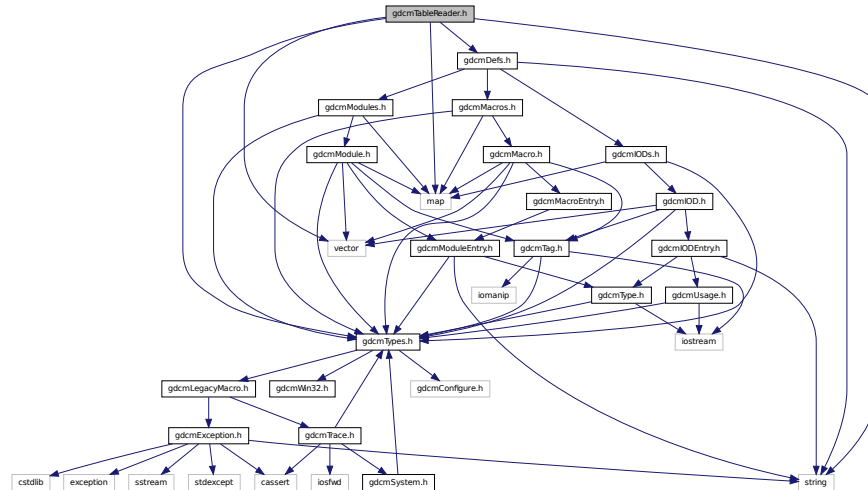 gdcmTableReader.h
gdcmDefs.h
gdcmModules.h
gdcmMacros.h
gdcmModule.h
gdcmMacro.h
gdcmIODs.h
map
gdcmMacroEntry.h
gdcmIOD.h
vector
gdcmModuleEntry.h
gdcmTag.h
gdcmIODEntry.h
iomanip
gdcmType.h
gdcmUsage.h
gdcmTypes.h
iostream
gdcmLegacyMacro.h
gdcmWin32.h
gdcmConfigure.h
gdcmException.h
gdcmTrace.h
cstdlib
exception
sstream
stdexcept
cassert
iosfwd
gdcmSystem.h
string